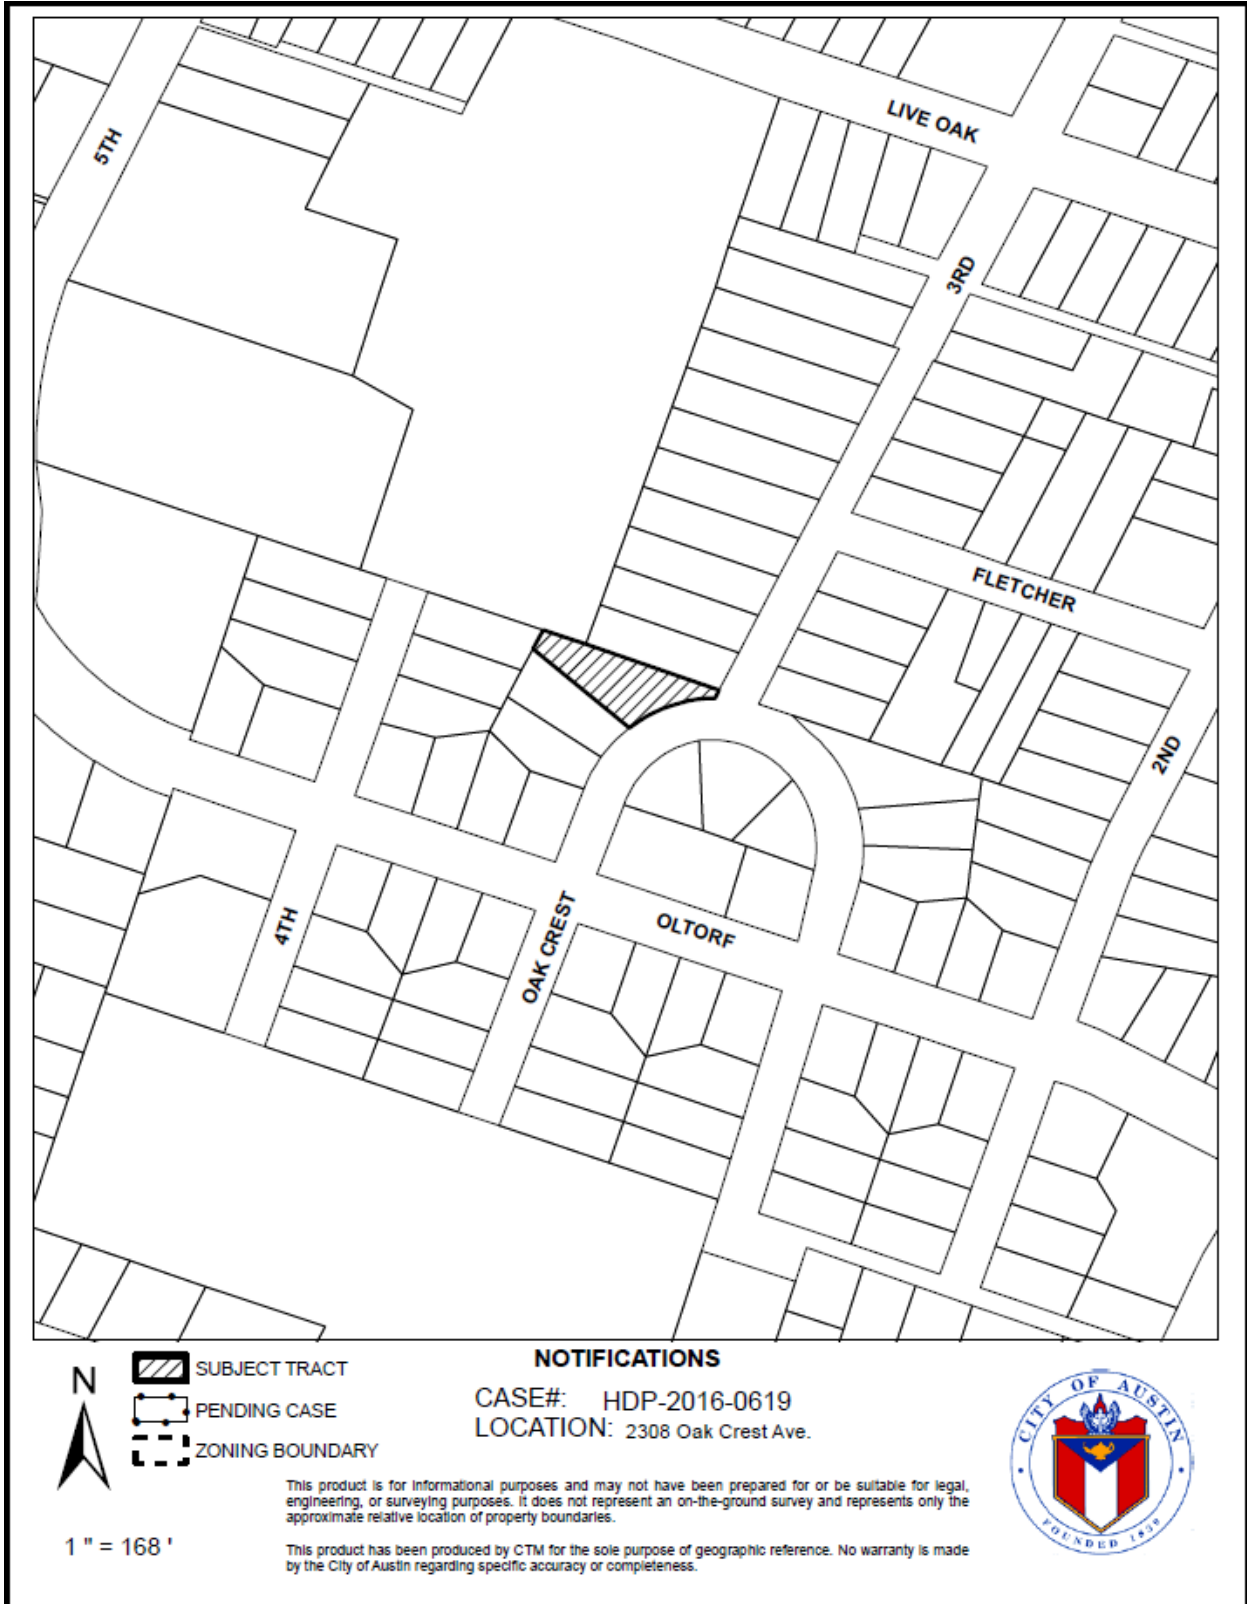 LIVE OAK
5TH
3RD
FLETCHER
2ND
OAK CREST
OLTORF
4TH
N
SUBJECT TRACT
PENDING CASE
ZONING BOUNDARY
1 " = 168 '
NOTIFICATIONS
CASE#: HDP-2016-0619
LOCATION: 2308 Oak Crest Ave.
This product is for informational purposes and may not have been prepared for or be suitable for legal,
engineering, or surveying purposes. It does not represent an on-the-ground survey and represents only the
approximate relative location of property boundaries.
This product has been produced by CTM for the sole purpose of geographic reference. No warranty is made
by the City of Austin regarding specific accuracy or completeness.
CITY OF AUSTIN
FOUNDED 1839